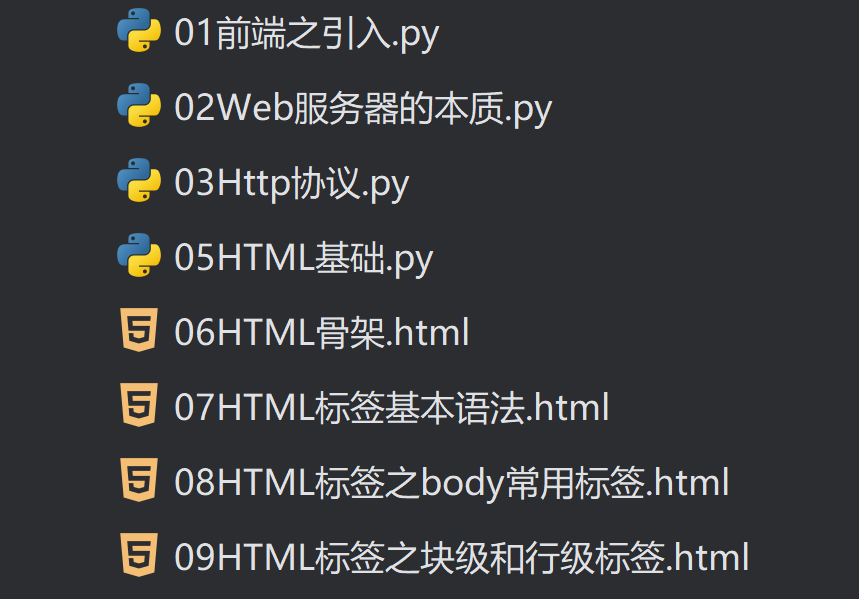 01前端之引入.py
02Web服务器的本质.py
03Http协议.py
05HTML基础.py
06HTML骨架.html
07HTML标签基本语法.html
08HTML标签之body常用标签.html
09HTML标签之块级和行级标签.html